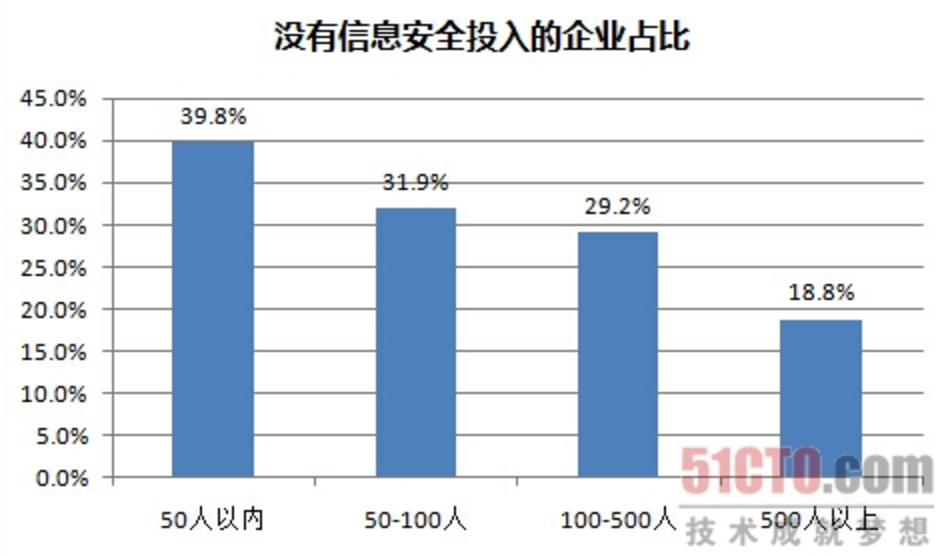 没有信息安全投入的企业占比
45.0%
40.0%
35.0%
30.0%
25.0%
20.0%
15.0%
10.0%
5.0%
0.0%
39.8%
31.9%
29.2%
18.8%
50人以内
50-100人
100-500人
500人以上
51CTO.com
技术成就梦想